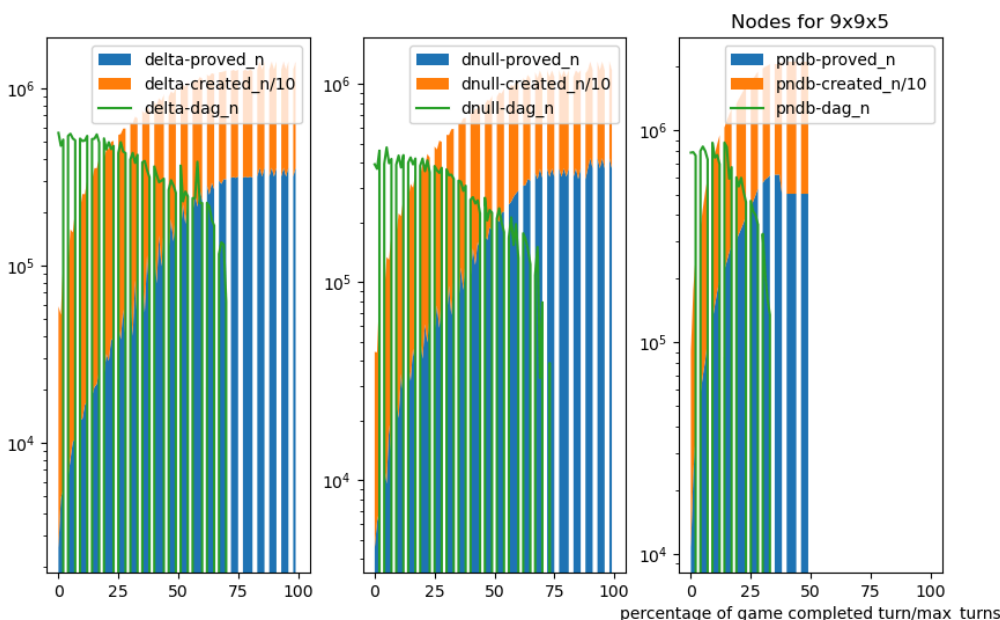 Nodes for 9x9x5
delta-proved_n
delta-created_n/10
delta-dag_n
dnull-proved_n
dnull-created_n/10
dnull-dag_n
pndb-proved_n
pndb-created_n/10
pndb-dag_n
10^6
10^5
10^4
10^6
10^5
10^4
10^6
10^5
10^4
0 25 50 75 100
0 25 50 75 100
0 25 50 75 100
percentage of game completed turn/max_turns